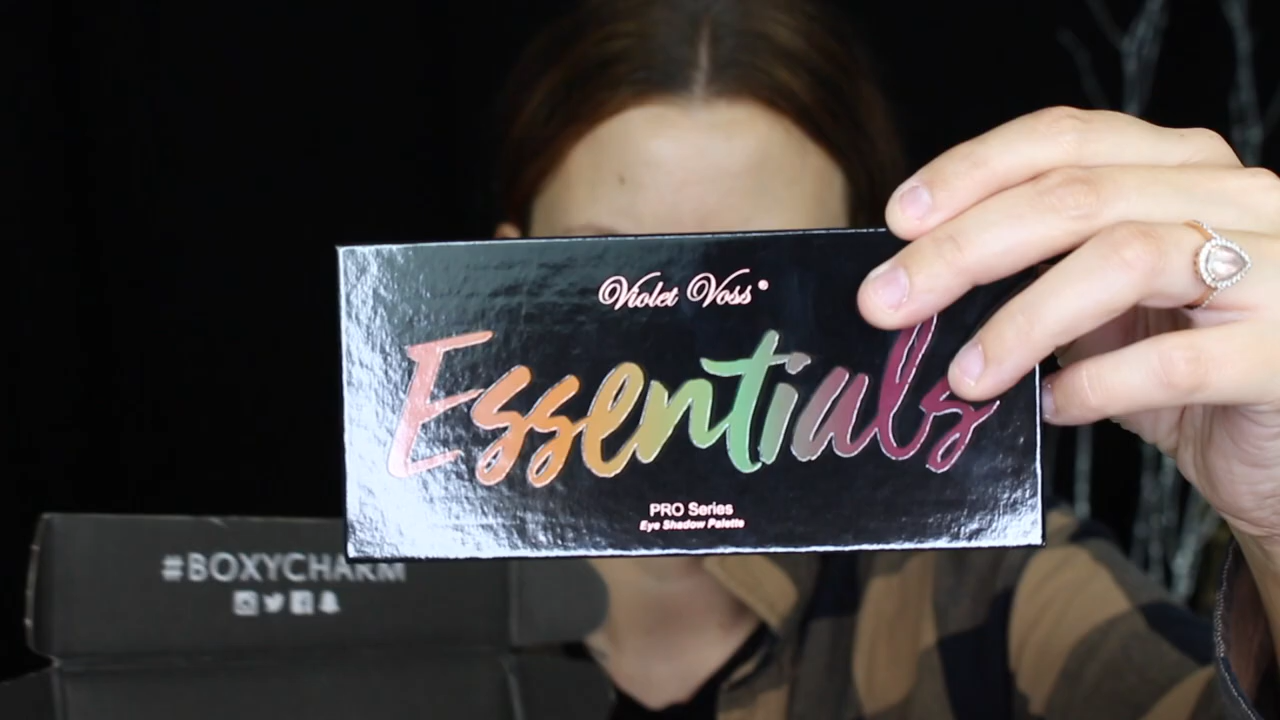 Violet Voss®
Essentials
PRO Series
Eye Shadow Palette
#BOXYCHARM